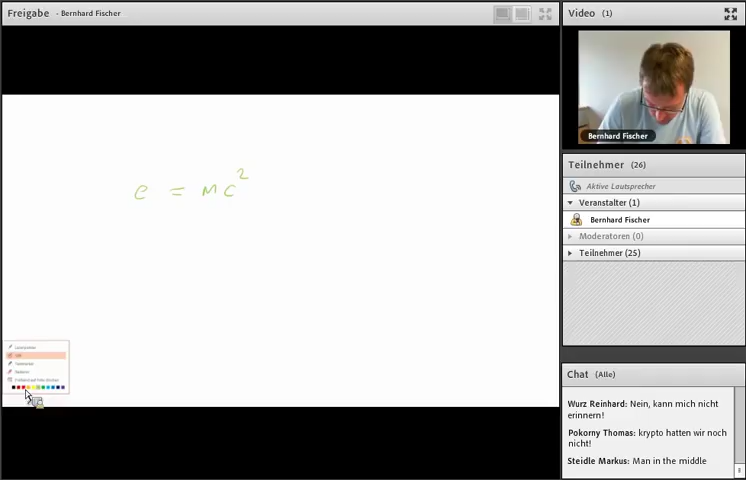 Freigabe - Bernhard Fischer
e = mc²
Video (1)
Bernhard Fischer
Teilnehmer (26)
Aktive Lautsprecher
Veranstalter (1)
Bernhard Fischer
Moderatoren (0)
Teilnehmer (25)
Chat (Alle)
Wurz Reinhard: Nein, kann mich nicht
erinnern!
Pokorny Thomas: krypto hatten wir noch
nicht!
Steidle Markus: Man in the middle